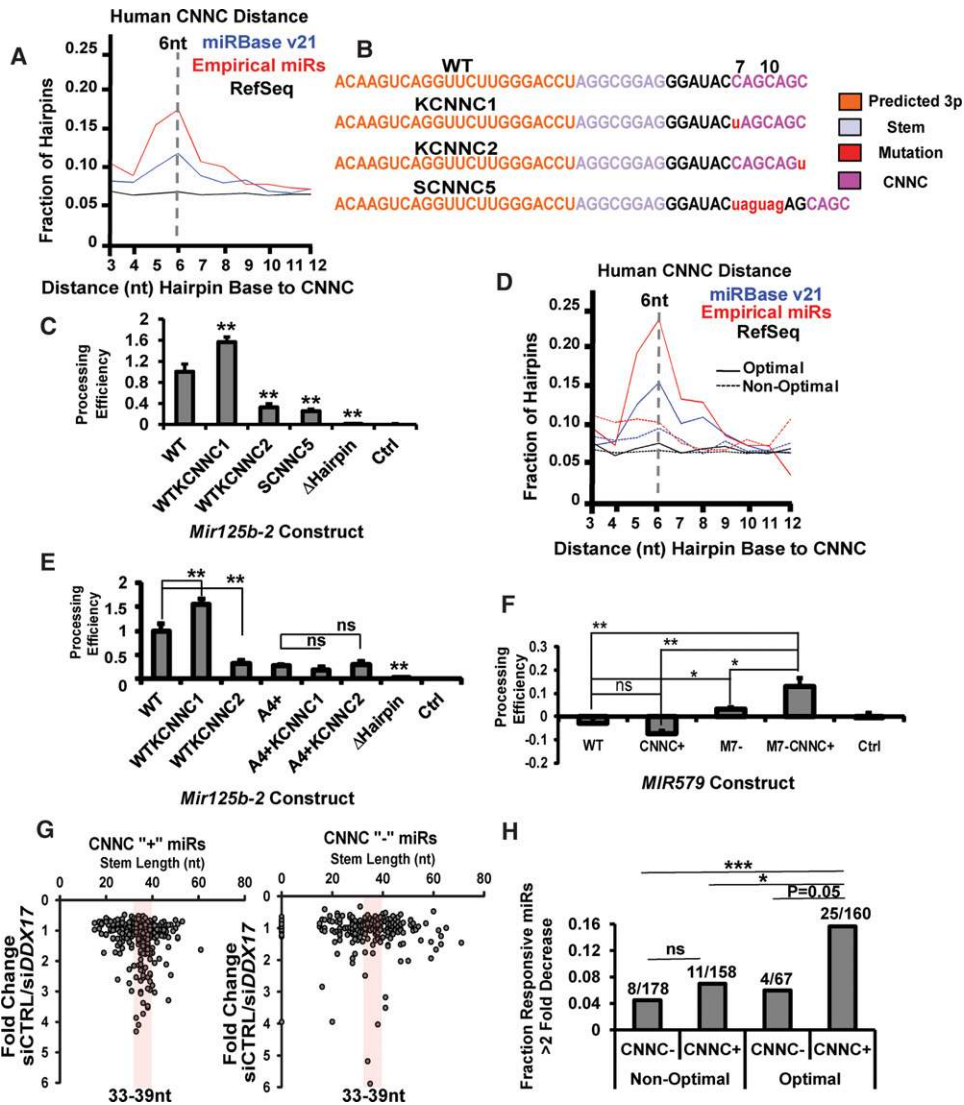 A
Human CNNC Distance
6nt
miRBase v21
Empirical miRs
RefSeq
Fraction of Hairpins
0.25
0.20
0.15
0.10
0.05
0
3 4 5 6 7 8 9 10 11 12
Distance (nt) Hairpin Base to CNNC
B
WT
7 10
ACAAGUCAGGUUCUUGGGACCUAGGCGGAGGGAUACCAGCAGC
KCNNC1
ACAAGUCAGGUUCUUGGGACCUAGGCGGAGGGAUACuAGCAGC
KCNNC2
ACAAGUCAGGUUCUUGGGACCUAGGCGGAGGGAUACCAGCAGu
SCNNC5
ACAAGUCAGGUUCUUGGGACCUAGGCGGAGGGAUACuaguagAGCAGC
Predicted 3p
Stem
Mutation
CNNC
C
Processing Efficiency
2
1.6
1.2
0.8
0.4
0
**
**
**
**
WT
WTKCNNC1
WTKCNNC2
SCNNC5
ΔHairpin
Ctrl
Mir125b-2 Construct
D
Human CNNC Distance
6nt
miRBase v21
Empirical miRs
RefSeq
Optimal
Non-Optimal
Fraction of Hairpins
0.25
0.20
0.15
0.10
0.05
0
3 4 5 6 7 8 9 10 11 12
Distance (nt) Hairpin Base to CNNC
E
Processing Efficiency
2
1.5
1
0.5
0
**
**
ns
ns
**
WT
WTKCNNC1
WTKCNNC2
A4+
A4+KCNNC1
A4+KCNNC2
ΔHairpin
Ctrl
Mir125b-2 Construct
F
Processing Efficiency
0.3
0.2
0.1
0
-0.1
-0.2
**
**
*
*
ns
WT CNNC+ M7- M7-CNNC+ Ctrl
MIR579 Construct
G
CNNC "+" miRs
Stem Length (nt)
0 20 40 60 80
Fold Change
siCTRL/siDDX17
0
1
2
3
4
5
6
33-39nt
CNNC "-" miRs
Stem Length (nt)
0 20 40 60 80
Fold Change
siCTRL/siDDX17
0
1
2
3
4
5
6
33-39nt
H
Fraction Responsive miRs
>2 Fold Decrease
0.16
0.12
0.08
0.04
0
***
*
P=0.05
ns
8/178
11/158
4/67
25/160
CNNC- CNNC+ CNNC- CNNC+
Non-Optimal Optimal